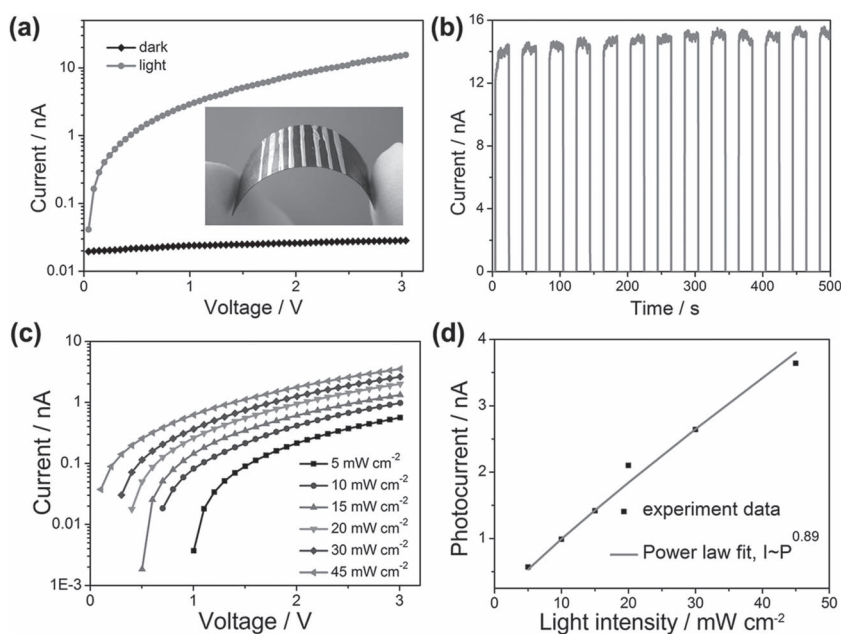 (a)
dark
light
Current / nA
10
1
0.1
0.01
0
1
2
3
Voltage / V
(b)
Current / nA
16
12
8
4
0
0
100
200
300
400
500
Time / s
(c)
Current / nA
10
1
0.1
0.01
1E-3
0
1
2
3
Voltage / V
5 mW cm-2
10 mW cm-2
15 mW cm-2
20 mW cm-2
30 mW cm-2
45 mW cm-2
(d)
Photocurrent / nA
4
3
2
1
0
10
20
30
40
50
Light intensity / mW cm-2
experiment data
Power law fit, I~P0.89